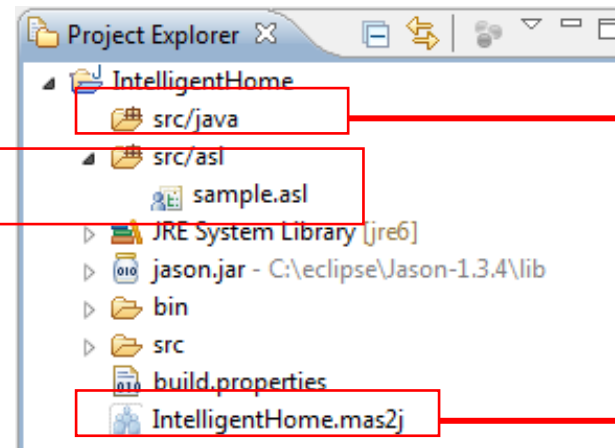 Project Explorer
IntelligentHome
src/java
src/asl
sample.asl
JRE System Library [jre6]
jason.jar - C:\eclipse\Jason-1.3.4\lib
bin
src
build.properties
IntelligentHome.mas2j